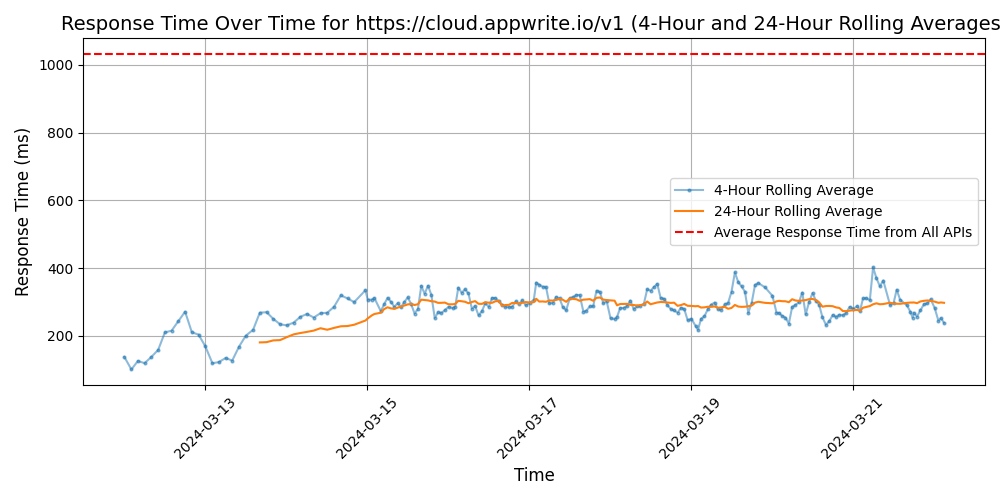 Response Time Over Time for https://cloud.appwrite.io/v1 (4-Hour and 24-Hour Rolling Averages
Response Time (ms)
1000
800
600
400
200
4-Hour Rolling Average
24-Hour Rolling Average
Average Response Time from All APIs
2024-03-13
2024-03-15
2024-03-17
2024-03-19
2024-03-21
Time